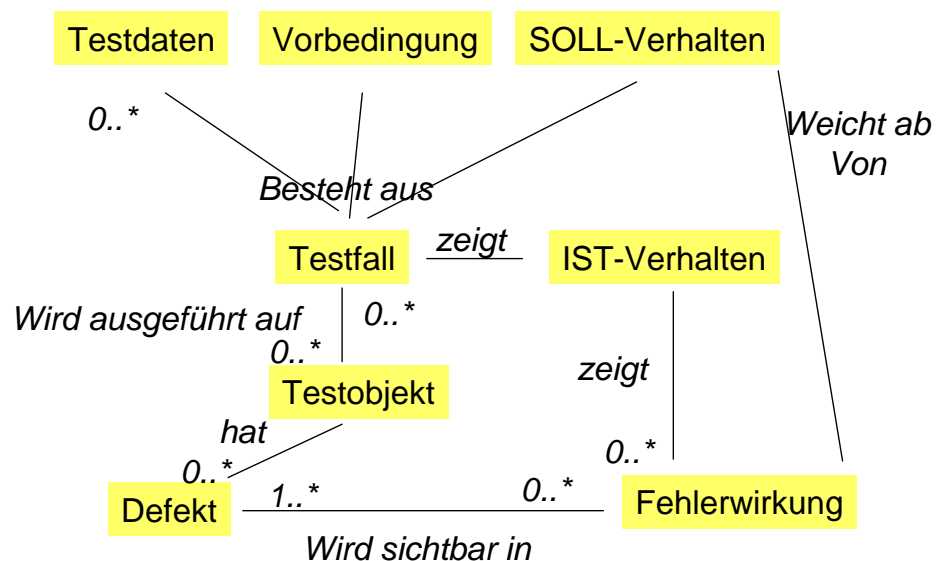 Testdaten
Vorbedingung
SOLL-Verhalten
0..*
Weicht ab
Von
Besteht aus
Testfall
zeigt
IST-Verhalten
Wird ausgeführt auf
0..*
0..*
Testobjekt
zeigt
hat
0..*
0..*
Defekt
1..*
0..*
Fehlerwirkung
Wird sichtbar in